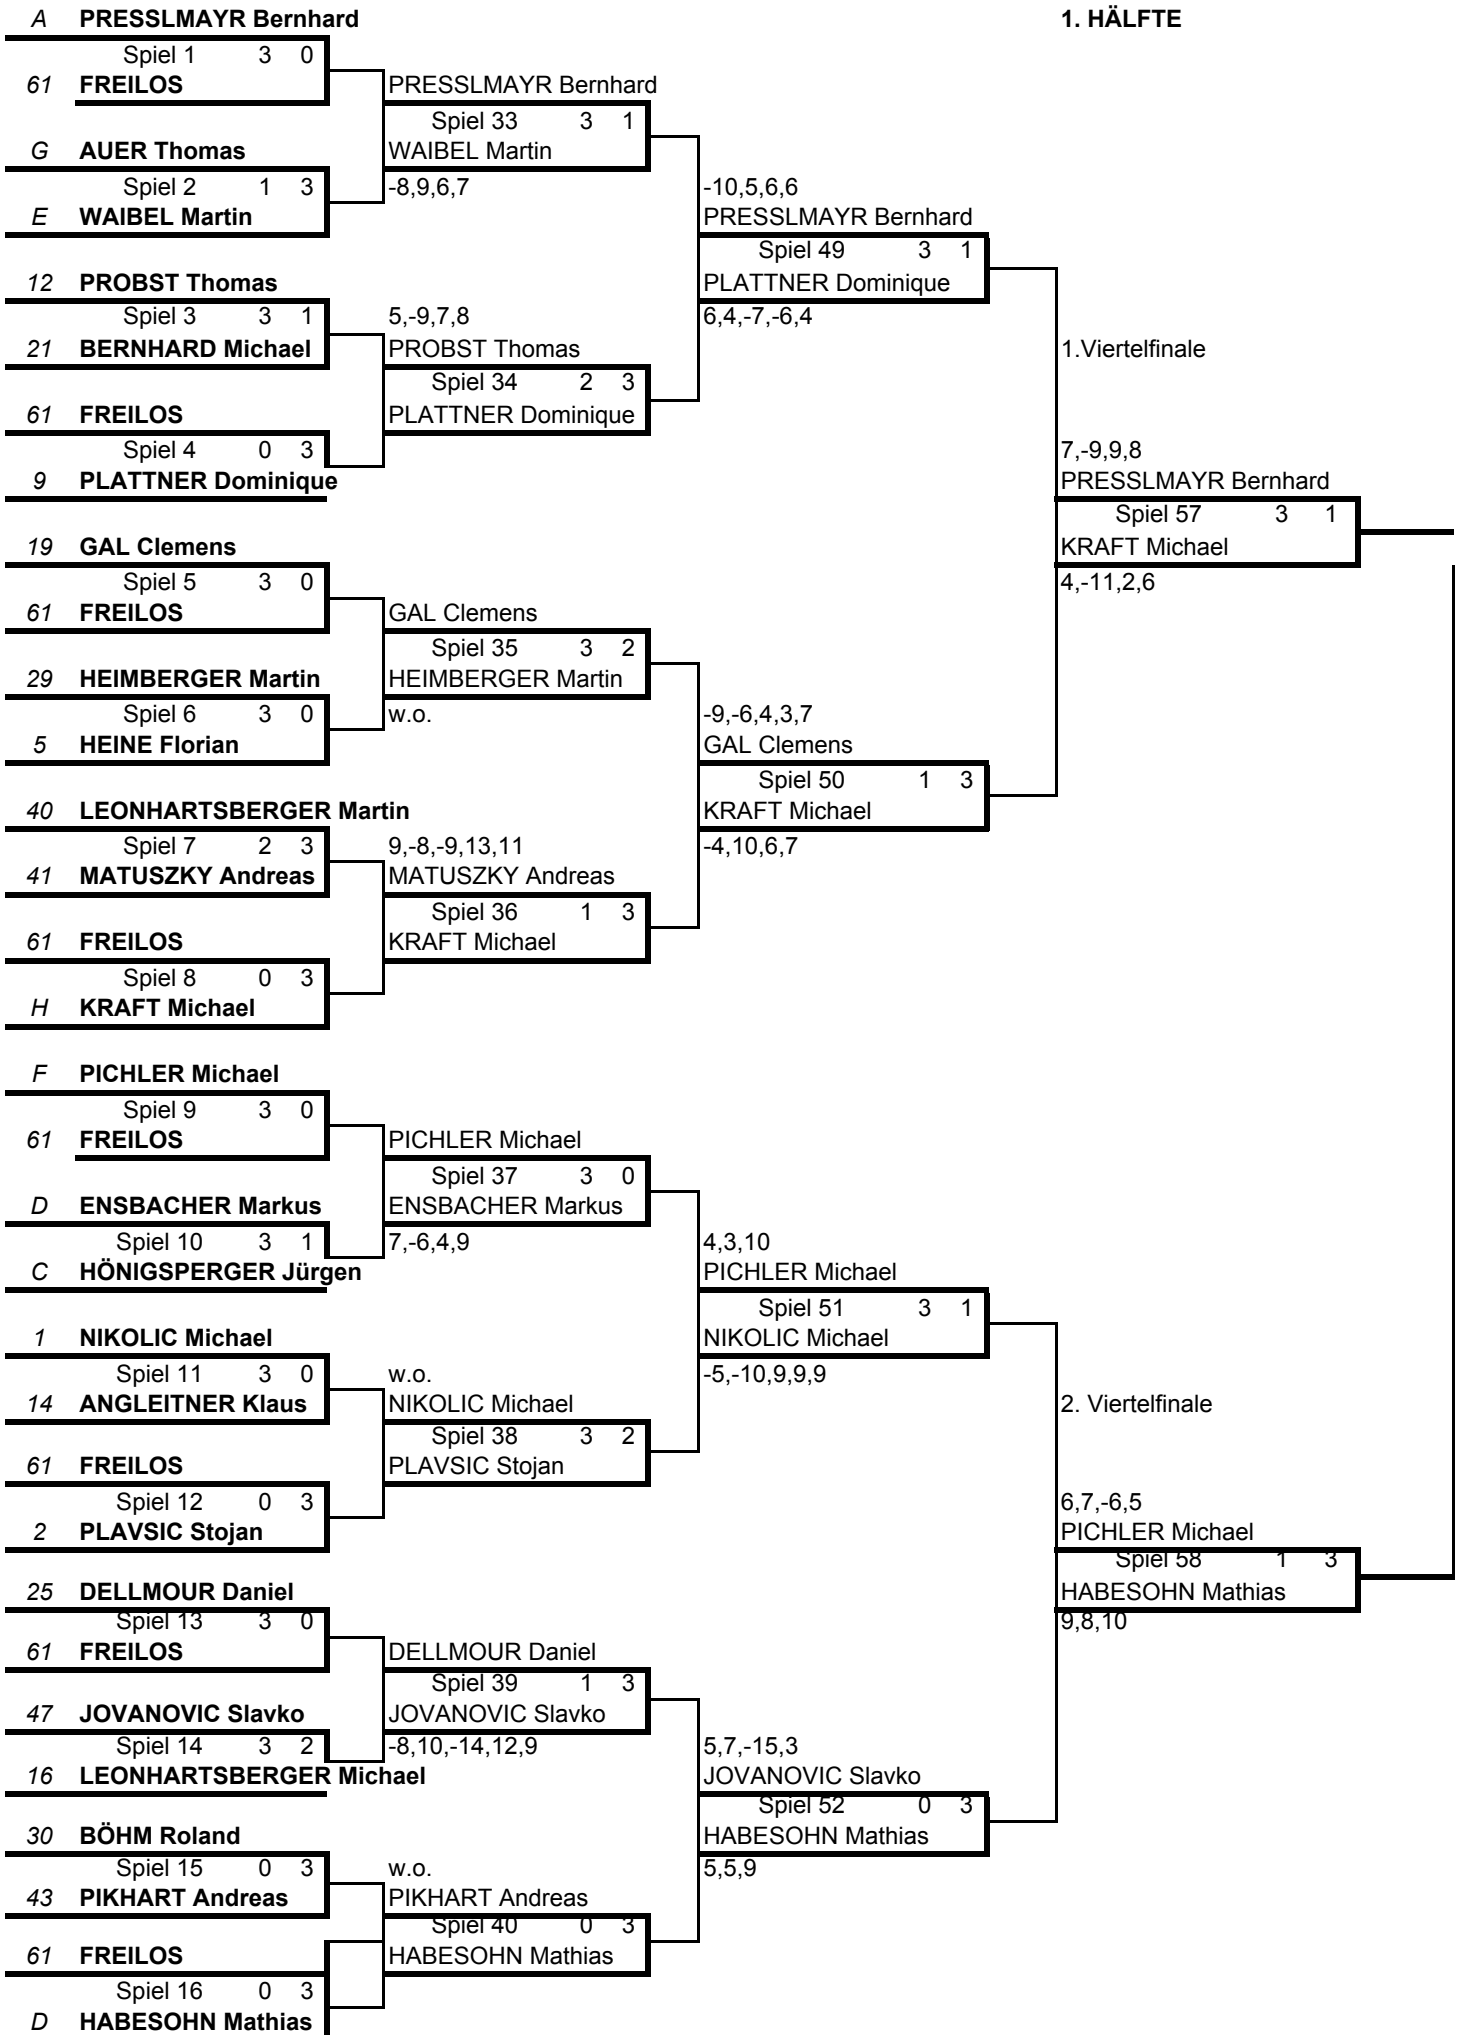 A PRESSLMAYR Bernhard 1. HÄLFTE
Spiel 1 3 0
61 FREILOS PRESSLMAYR Bernhard
Spiel 33 3 1
G AUER Thomas WAIBEL Martin
Spiel 2 1 3 -8,9,6,7 -10,5,6,6
E WAIBEL Martin PRESSLMAYR Bernhard
Spiel 49 3 1
12 PROBST Thomas PLATTNER Dominique
Spiel 3 3 1 5,-9,7,8 6,4,-7,-6,4
21 BERNHARD Michael PROBST Thomas 1.Viertelfinale
Spiel 34 2 3
61 FREILOS PLATTNER Dominique
Spiel 4 0 3 7,-9,9,8
9 PLATTNER Dominique PRESSLMAYR Bernhard
Spiel 57 3 1
19 GAL Clemens KRAFT Michael
Spiel 5 3 0 4,-11,2,6
61 FREILOS GAL Clemens
Spiel 35 3 2
29 HEIMBERGER Martin HEIMBERGER Martin
Spiel 6 3 0 w.o. -9,-6,4,3,7
5 HEINE Florian GAL Clemens
Spiel 50 1 3
40 LEONHARTSBERGER Martin KRAFT Michael
Spiel 7 2 3 9,-8,-9,13,11 -4,10,6,7
41 MATUSZKY Andreas MATUSZKY Andreas
Spiel 36 1 3
61 FREILOS KRAFT Michael
Spiel 8 0 3
H KRAFT Michael
F PICHLER Michael
Spiel 9 3 0
61 FREILOS PICHLER Michael
Spiel 37 3 0
D ENSBACHER Markus ENSBACHER Markus
Spiel 10 3 1 7,-6,4,9 4,3,10
C HÖNIGSPERGER Jürgen PICHLER Michael
Spiel 51 3 1
1 NIKOLIC Michael NIKOLIC Michael
Spiel 11 3 0 w.o. -5,-10,9,9,9
14 ANGLEITNER Klaus NIKOLIC Michael 2. Viertelfinale
Spiel 38 3 2
61 FREILOS PLAVSIC Stojan
Spiel 12 0 3 6,7,-6,5
2 PLAVSIC Stojan PICHLER Michael
Spiel 58 1 3
25 DELLMOUR Daniel HABESOHN Mathias
Spiel 13 3 0 9,8,10
61 FREILOS DELLMOUR Daniel
Spiel 39 1 3
47 JOVANOVIC Slavko JOVANOVIC Slavko
Spiel 14 3 2 -8,10,-14,12,9 5,7,-15,3
16 LEONHARTSBERGER Michael JOVANOVIC Slavko
Spiel 52 0 3
30 BÖHM Roland HABESOHN Mathias
Spiel 15 0 3 w.o. 5,5,9
43 PIKHART Andreas PIKHART Andreas
Spiel 40 0 3
61 FREILOS HABESOHN Mathias
Spiel 16 0 3
D HABESOHN Mathias